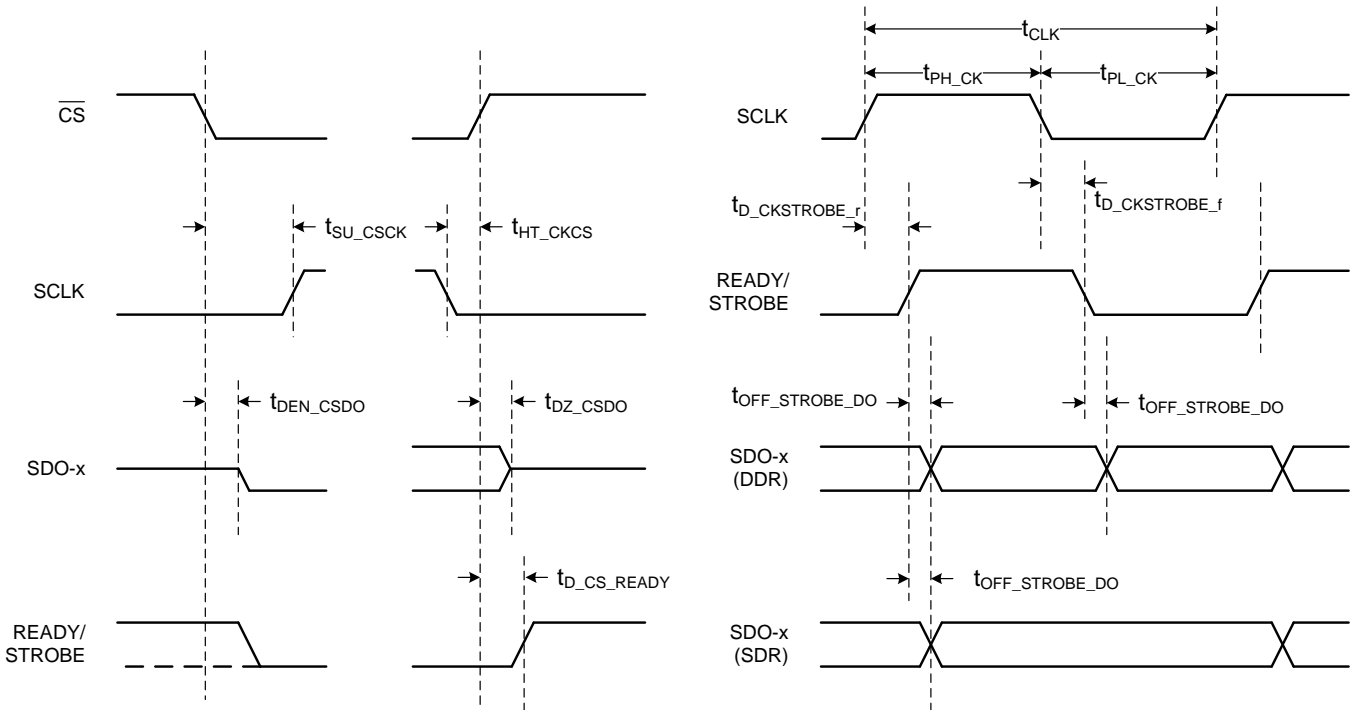 CS
tSU_CSCK
tHT_CKCS
SCLK
tDEN_CSDO
tDZ_CSDO
SDO-x
tD_CS_READY
READY/
STROBE
tCLK
tPH_CK
tPL_CK
SCLK
tD_CKSTROBE_r
tD_CKSTROBE_f
READY/
STROBE
tOFF_STROBE_DO
tOFF_STROBE_DO
SDO-x
(DDR)
tOFF_STROBE_DO
SDO-x
(SDR)